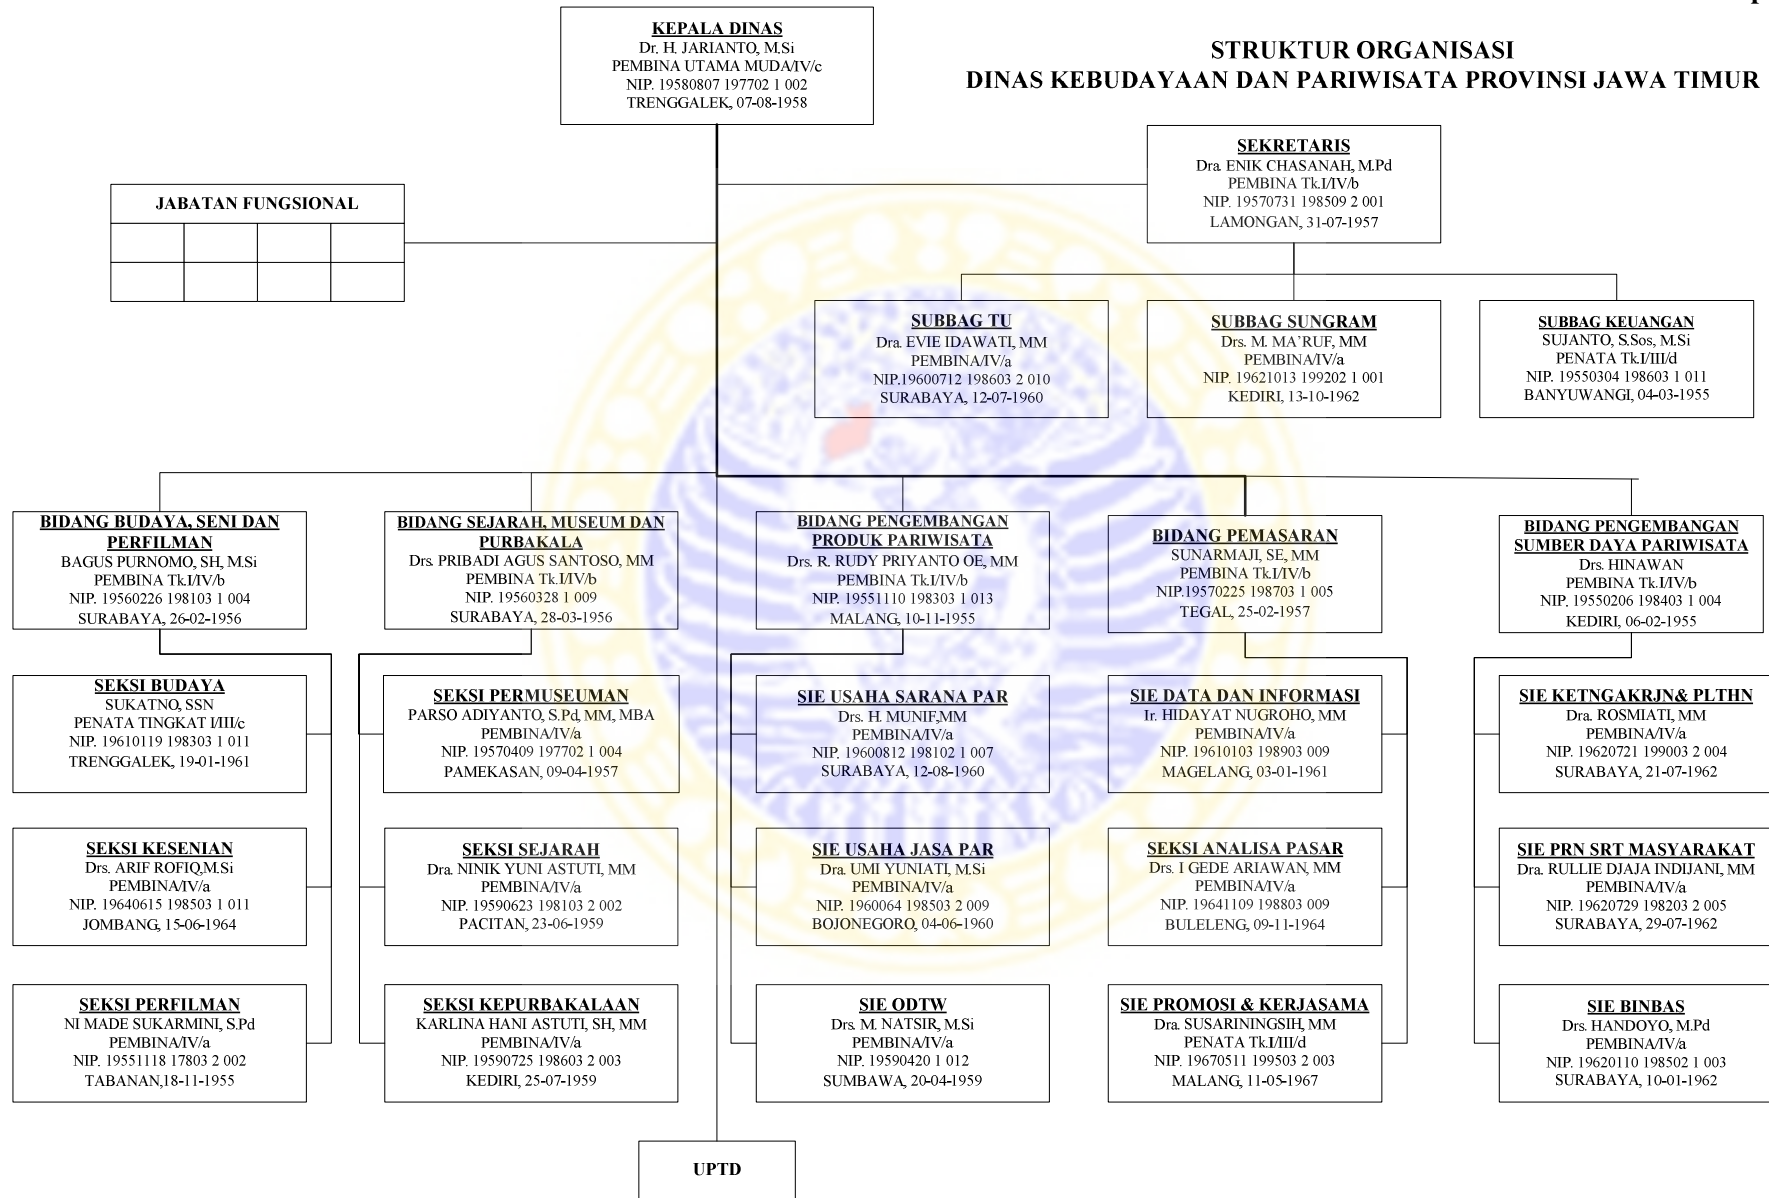 KEPALA DINAS
Dr. H. JARIANTO, M.Si
PEMBINA UTAMA MUDA/IV/c
NIP. 19580807 197702 1 002
TRENGGALEK, 07-08-1958
STRUKTUR ORGANISASI
DINAS KEBUDAYAAN DAN PARIWISATA PROVINSI JAWA TIMUR
SEKRETARIS
Dra. ENIK CHASANAH, M.Pd
PEMBINA Tk.I/IV/b
NIP. 19570731 198509 2 001
LAMONGAN, 31-07-1957
JABATAN FUNGSIONAL
SUBBAG TU
Dra. EVIE IDAWATI, MM
PEMBINA/IV/a
NIP.19600712 198603 2 010
SURABAYA, 12-07-1960
SUBBAG SUNGRAM
Drs. M. MA'RUF, MM
PEMBINA/IV/a
NIP. 19621013 199202 1 001
KEDIRI, 13-10-1962
SUBBAG KEUANGAN
SUJANTO, S.Sos, M.Si
PENATA Tk.I/III/d
NIP. 19550304 198603 1 011
BANYUWANGI, 04-03-1955
BIDANG BUDAYA, SENI DAN
PERFILMAN
BAGUS PURNOMO, SH, M.Si
PEMBINA Tk.I/IV/b
NIP. 19560226 198103 1 004
SURABAYA, 26-02-1956
BIDANG SEJARAH, MUSEUM DAN
PURBAKALA
Drs. PRIBADI AGUS SANTOSO, MM
PEMBINA Tk.I/IV/b
NIP. 19560328 1 009
SURABAYA, 28-03-1956
BIDANG PENGEMBANGAN
PRODUK PARIWISATA
Drs. R. RUDY PRIYANTO OE, MM
PEMBINA Tk.I/IV/b
NIP. 19551110 198303 1 013
MALANG, 10-11-1955
BIDANG PEMASARAN
SUNARMAJI, SE, MM
PEMBINA Tk.I/IV/b
NIP.19570225 198703 1 005
TEGAL, 25-02-1957
BIDANG PENGEMBANGAN
SUMBER DAYA PARIWISATA
Drs. HINAWAN
PEMBINA Tk.I/IV/b
NIP. 19550206 198403 1 004
KEDIRI, 06-02-1955
SEKSI BUDAYA
SUKATNO, SSN
PENATA TINGKAT I/III/c
NIP. 19610119 198303 1 011
TRENGGALEK, 19-01-1961
SEKSI PERMUSEUMAN
PARSO ADIYANTO, S.Pd, MM, MBA
PEMBINA/IV/a
NIP. 19570409 197702 1 004
PAMEKASAN, 09-04-1957
SIE USAHA SARANA PAR
Drs. H. MUNIF,MM
PEMBINA/IV/a
NIP. 19600812 198102 1 007
SURABAYA, 12-08-1960
SIE DATA DAN INFORMASI
Ir. HIDAYAT NUGROHO, MM
PEMBINA/IV/a
NIP. 19610103 198903 009
MAGELANG, 03-01-1961
SIE KETNGAKRJN& PLTHN
Dra. ROSMIATI, MM
PEMBINA/IV/a
NIP. 19620721 199003 2 004
SURABAYA, 21-07-1962
SEKSI KESENIAN
Drs. ARIF ROFIQ,M.Si
PEMBINA/IV/a
NIP. 19640615 198503 1 011
JOMBANG, 15-06-1964
SEKSI SEJARAH
Dra. NINIK YUNI ASTUTI, MM
PEMBINA/IV/a
NIP. 19590623 198103 2 002
PACITAN, 23-06-1959
SIE USAHA JASA PAR
Dra. UMI YUNIATI, M.Si
PEMBINA/IV/a
NIP. 1960064 198503 2 009
BOJONEGORO, 04-06-1960
SEKSI ANALISA PASAR
Drs. I GEDE ARIAWAN, MM
PEMBINA/IV/a
NIP. 19641109 198803 009
BULELENG, 09-11-1964
SIE PRN SRT MASYARAKAT
Dra. RULLIE DJAJA INDIJANI, MM
PEMBINA/IV/a
NIP. 19620729 198203 2 005
SURABAYA, 29-07-1962
SEKSI PERFILMAN
NI MADE SUKARMINI, S.Pd
PEMBINA/IV/a
NIP. 19551118 17803 2 002
TABANAN,18-11-1955
SEKSI KEPURBAKALAAN
KARLINA HANI ASTUTI, SH, MM
PEMBINA/IV/a
NIP. 19590725 198603 2 003
KEDIRI, 25-07-1959
SIE ODTW
Drs. M. NATSIR, M.Si
PEMBINA/IV/a
NIP. 19590420 1 012
SUMBAWA, 20-04-1959
SIE PROMOSI & KERJASAMA
Dra. SUSARININGSIH, MM
PENATA Tk.I/III/d
NIP. 19670511 199503 2 003
MALANG, 11-05-1967
SIE BINBAS
Drs. HANDOYO, M.Pd
PEMBINA/IV/a
NIP. 19620110 198502 1 003
SURABAYA, 10-01-1962
UPTD